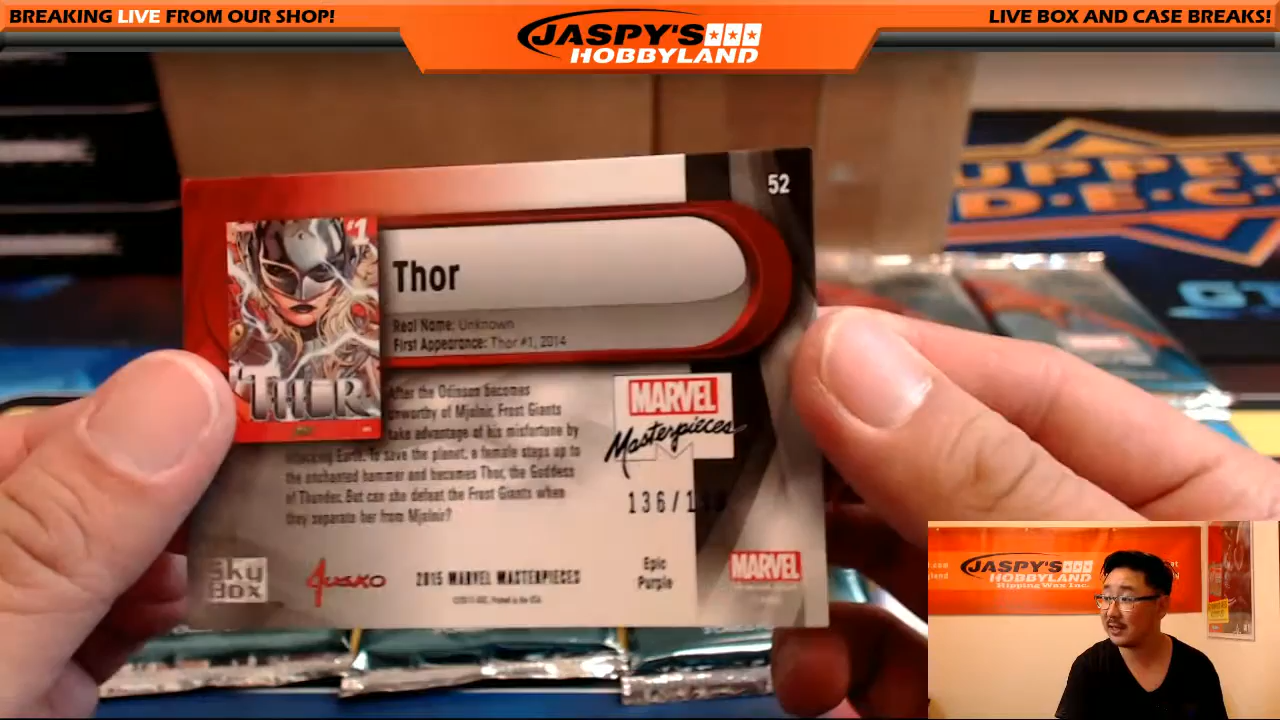 BREAKING LIVE FROM OUR SHOP!
JASPY'S
HOBBYLAND
LIVE BOX AND CASE BREAKS!
52
#1
THOR
Thor
Real Name: Unknown
First Appearance: Thor #1, 2014
After the Odinson becomes
unworthy of Mjolnir, Frost Giants
take advantage of his misfortune by
attacking Earth. To save the planet, a female steps up to
the enchanted hammer and becomes Thor, the Goddess
of Thunder. But can she defeat the Frost Giants when
they separate her from Mjolnir?
MARVEL
Masterpieces
136/1
Sky
Box
Jusko
2015 MARVEL MASTERPIECES
Epic
Purple
MARVEL
UPPER
D.E.C.
JASPY'S
HOBBYLAND
Ripping Wax Inc.